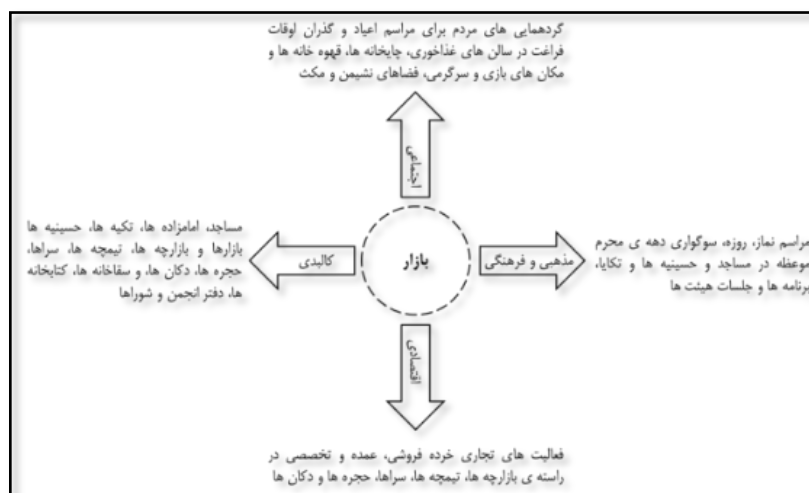 گردهمایی های مردم برای مراسم اعیاد و گذران اوقات
فراغت در سالن های غذاخوری، چایخانه ها، قهوه خانه ها و
مکان های بازی و سرگرمی، فضاهای نشیمن و مکث
اجتماعی
مراسم نماز، روزه، سوگواری دهه ی محرم
موعظه در مساجد و حسینیه ها و تکایا،
برنامه ها و جلسات هیئت ها
مذهبی و فرهنگی
بازار
کالبدی
مساجد، امامزاده ها، تکیه ها، حسینیه ها
بازارها و بازارچه ها، تیمچه ها، سراها،
حجره ها، دکان ها، و سقاخانه ها، کتابخانه
ها، دفتر انجمن و شوراها
اقتصادی
فعالیت های تجاری خرده فروشی، عمده و تخصصی در
راسته ی بازارچه ها، تیمچه ها، سراها، حجره ها و دکان ها